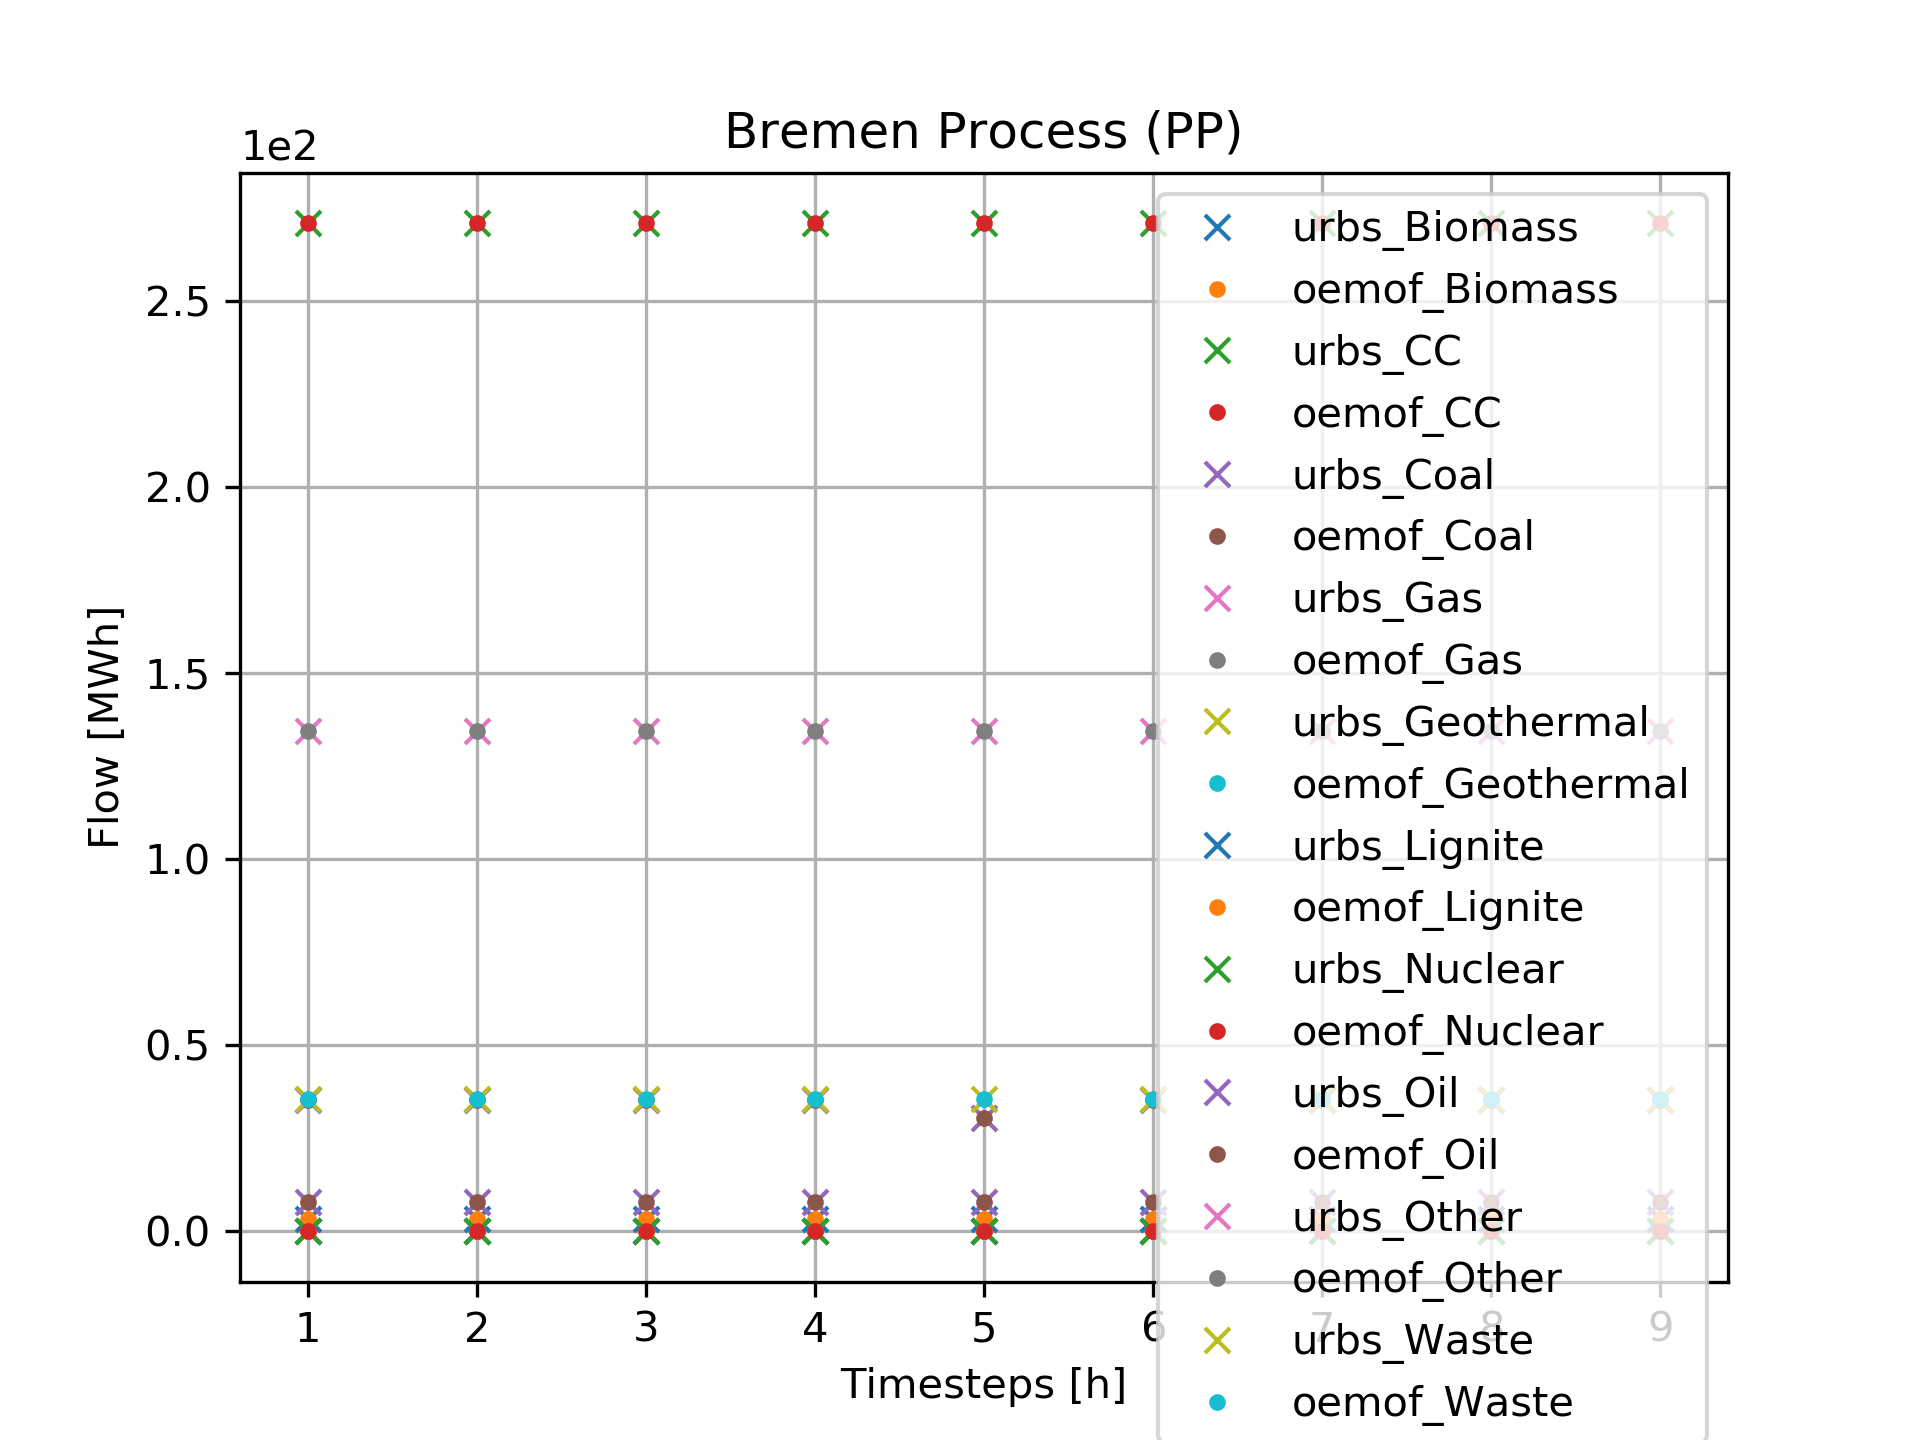 Bremen Process (PP)
1e2
2.5
2.0
1.5
1.0
0.5
0.0
Flow [MWh]
1 2 3 4 5 6 7 8 9
Timesteps [h]
urbs_Biomass
oemof_Biomass
urbs_CC
oemof_CC
urbs_Coal
oemof_Coal
urbs_Gas
oemof_Gas
urbs_Geothermal
oemof_Geothermal
urbs_Lignite
oemof_Lignite
urbs_Nuclear
oemof_Nuclear
urbs_Oil
oemof_Oil
urbs_Other
oemof_Other
urbs_Waste
oemof_Waste